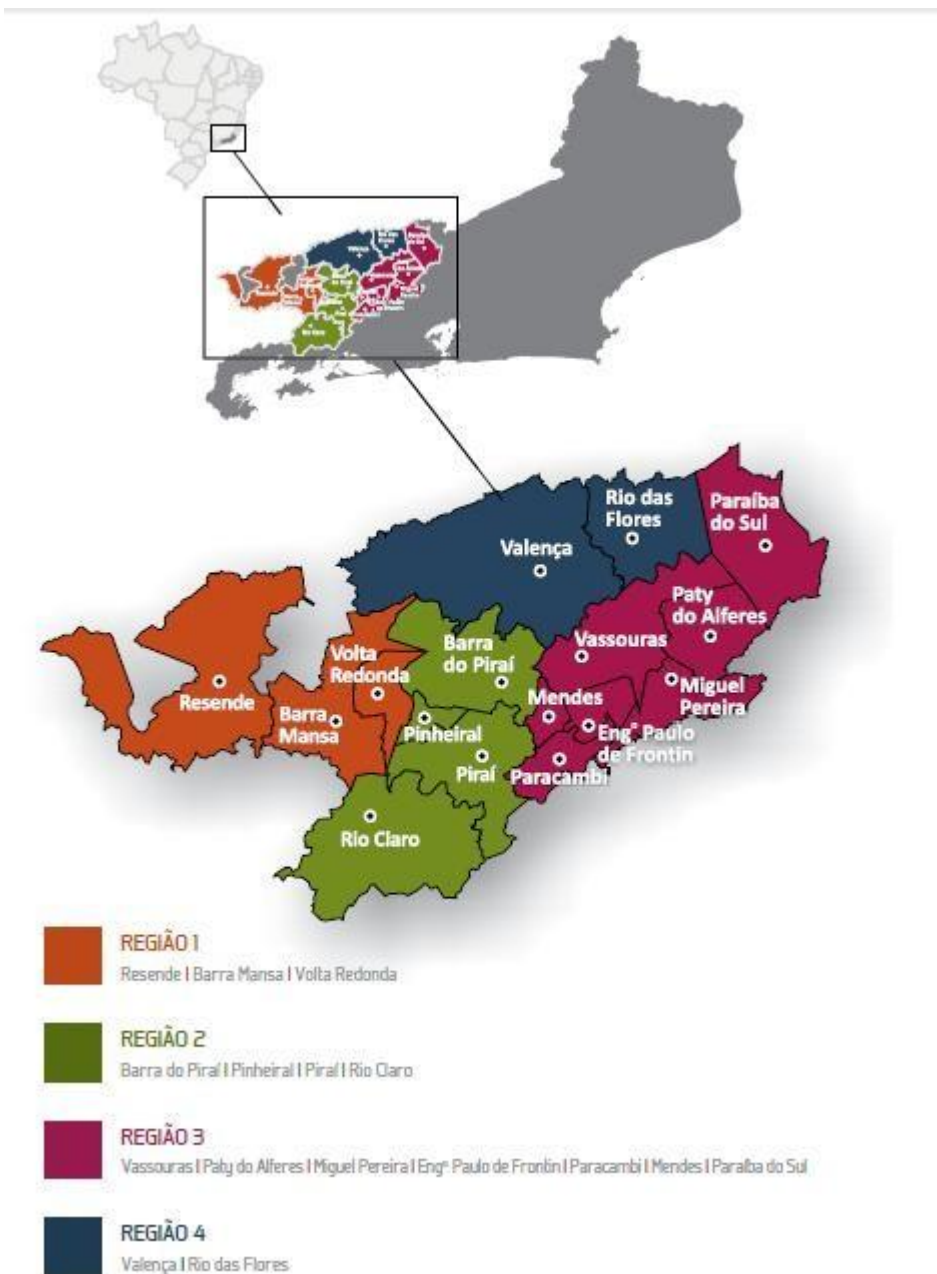 Rio das
Flores
Paraíba
do Sul
Valença
Paty
do Alferes
Vassouras
Barra
do Piraí
Volta
Redonda
Resende
Barra
Mansa
Mendes
Miguel
Pereira
Pinheiral
Eng° Paulo
de Frontin
Piraí
Paracambi
Rio Claro
REGIÃO 1
Resende | Barra Mansa | Volta Redonda
REGIÃO 2
Barra do Piraí | Pinheiral | Piraí | Rio Claro
REGIÃO 3
Vassouras | Paty do Alferes | Miguel Pereira | Engº Paulo de Frontin | Paracambi | Mendes | Paraíba do Sul
REGIÃO 4
Valença | Rio das Flores